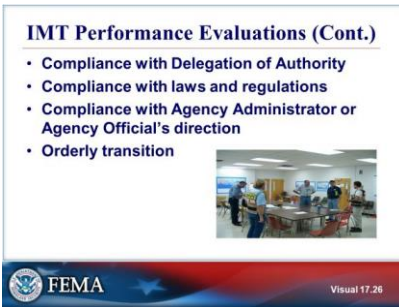 IMT Performance Evaluations (Cont.)
• Compliance with Delegation of Authority
• Compliance with laws and regulations
• Compliance with Agency Administrator or
Agency Official's direction
• Orderly transition
FEMA
Visual 17.26